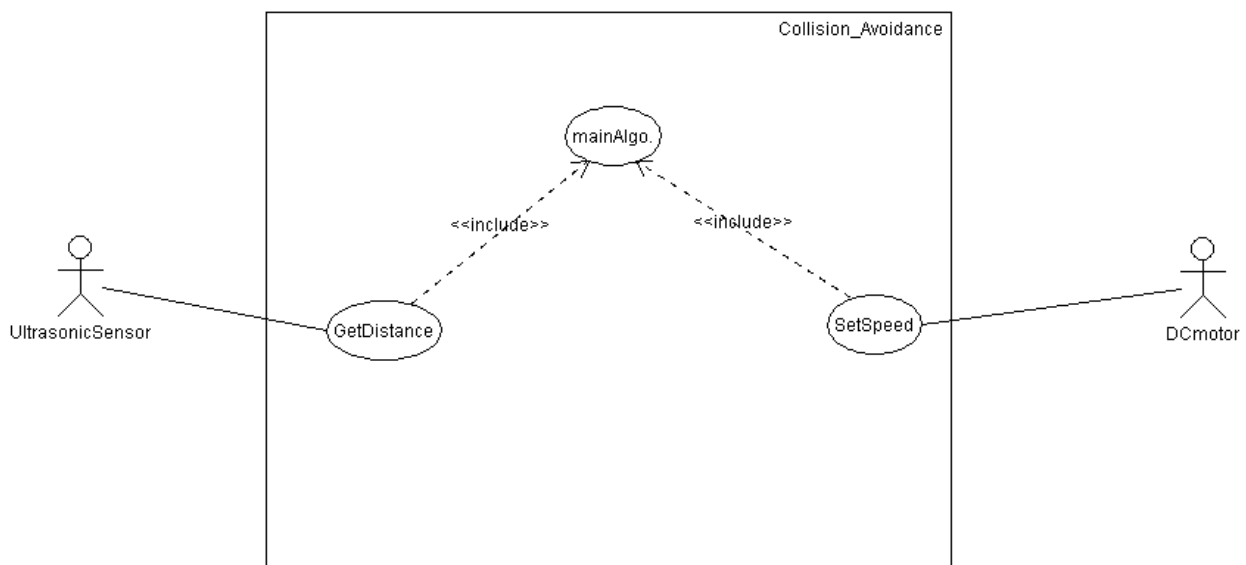 Collision_Avoidance
mainAlgo.
<<include>>
<<include>>
UltrasonicSensor
GetDistance
SetSpeed
DCmotor